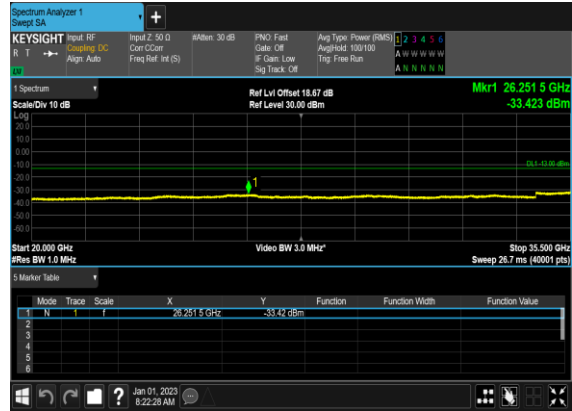 Spectrum Analyzer 1
Swept SA
+
KEYSIGHT Input: RF Input Z: 50 Ω #Atten: 30 dB PNO: Fast Avg Type: Power (RMS) 1 2 3 4 5 6
R T Coupling: DC Corr CCorr Gate: Off Avg|Hold: 100/100 A W W W W W
Align: Auto Freq Ref: Int (S) IF Gain: Low Trig: Free Run
Sig Track: Off A N N N N N
1 Spectrum
Ref Lvl Offset 18.67 dB Mkr1 26.251 5 GHz
Scale/Div 10 dB Ref Level 30.00 dBm -33.423 dBm
Log
20.0
10.0
0.00
-10.0 DL1 -13.00 dBm
-20.0
1
-30.0
-40.0
-50.0
-60.0
Start 20.000 GHz Video BW 3.0 MHz* Stop 35.500 GHz
#Res BW 1.0 MHz Sweep 26.7 ms (40001 pts)
5 Marker Table
Mode Trace Scale X Y Function Function Width Function Value
1 N 1 f 26.251 5 GHz -33.42 dBm
2
3
4
5
6
? Jan 01, 2023
8:22:28 AM